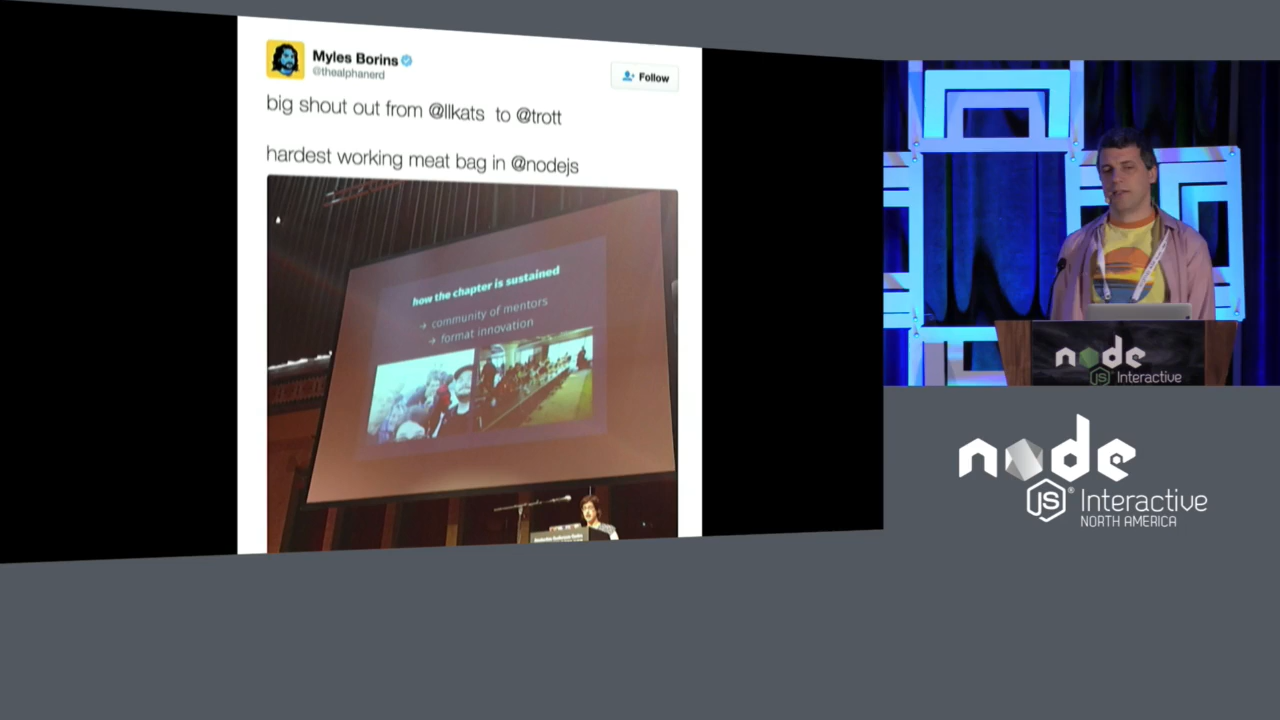 Myles Borins
@thealphanerd
Follow
big shout out from @llkats to @trott
hardest working meat bag in @nodejs
how the chapter is sustained
→ community of mentors
→ format innovation
node
JS Interactive
node
JS® Interactive
NORTH AMERICA